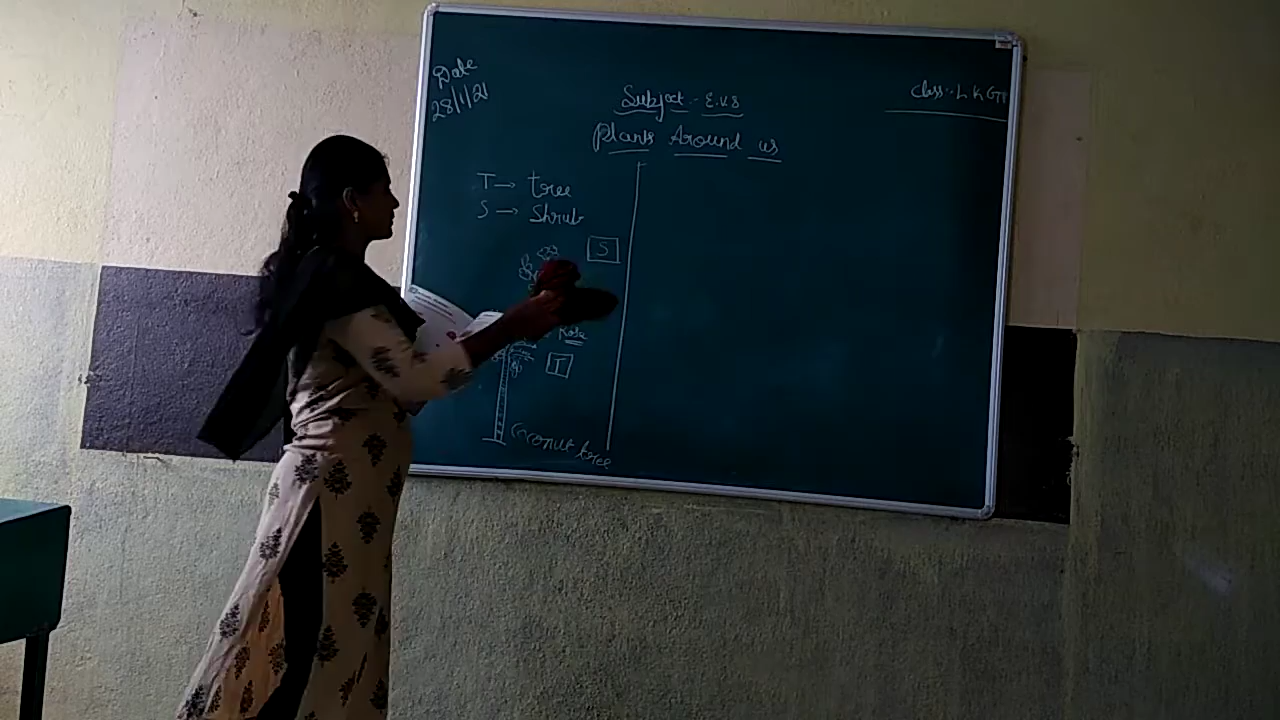 Date
28/1/21
Subject :- E.V.S
Class :- L K G
Plants Around us
T → tree
S → Shrub
S
Rose
T
Coconut tree